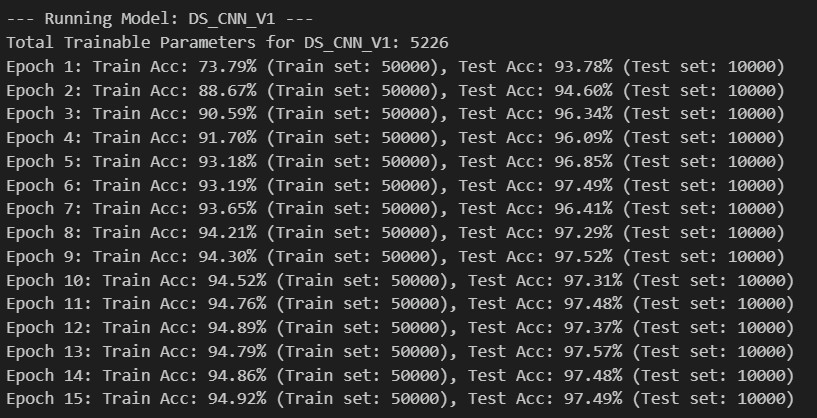 --- Running Model: DS_CNN_V1 ---
Total Trainable Parameters for DS_CNN_V1: 5226
Epoch 1: Train Acc: 73.79% (Train set: 50000), Test Acc: 93.78% (Test set: 10000)
Epoch 2: Train Acc: 88.67% (Train set: 50000), Test Acc: 94.60% (Test set: 10000)
Epoch 3: Train Acc: 90.59% (Train set: 50000), Test Acc: 96.34% (Test set: 10000)
Epoch 4: Train Acc: 91.70% (Train set: 50000), Test Acc: 96.09% (Test set: 10000)
Epoch 5: Train Acc: 93.18% (Train set: 50000), Test Acc: 96.85% (Test set: 10000)
Epoch 6: Train Acc: 93.19% (Train set: 50000), Test Acc: 97.49% (Test set: 10000)
Epoch 7: Train Acc: 93.65% (Train set: 50000), Test Acc: 96.41% (Test set: 10000)
Epoch 8: Train Acc: 94.21% (Train set: 50000), Test Acc: 97.29% (Test set: 10000)
Epoch 9: Train Acc: 94.30% (Train set: 50000), Test Acc: 97.52% (Test set: 10000)
Epoch 10: Train Acc: 94.52% (Train set: 50000), Test Acc: 97.31% (Test set: 10000)
Epoch 11: Train Acc: 94.76% (Train set: 50000), Test Acc: 97.48% (Test set: 10000)
Epoch 12: Train Acc: 94.89% (Train set: 50000), Test Acc: 97.37% (Test set: 10000)
Epoch 13: Train Acc: 94.79% (Train set: 50000), Test Acc: 97.57% (Test set: 10000)
Epoch 14: Train Acc: 94.86% (Train set: 50000), Test Acc: 97.48% (Test set: 10000)
Epoch 15: Train Acc: 94.92% (Train set: 50000), Test Acc: 97.49% (Test set: 10000)